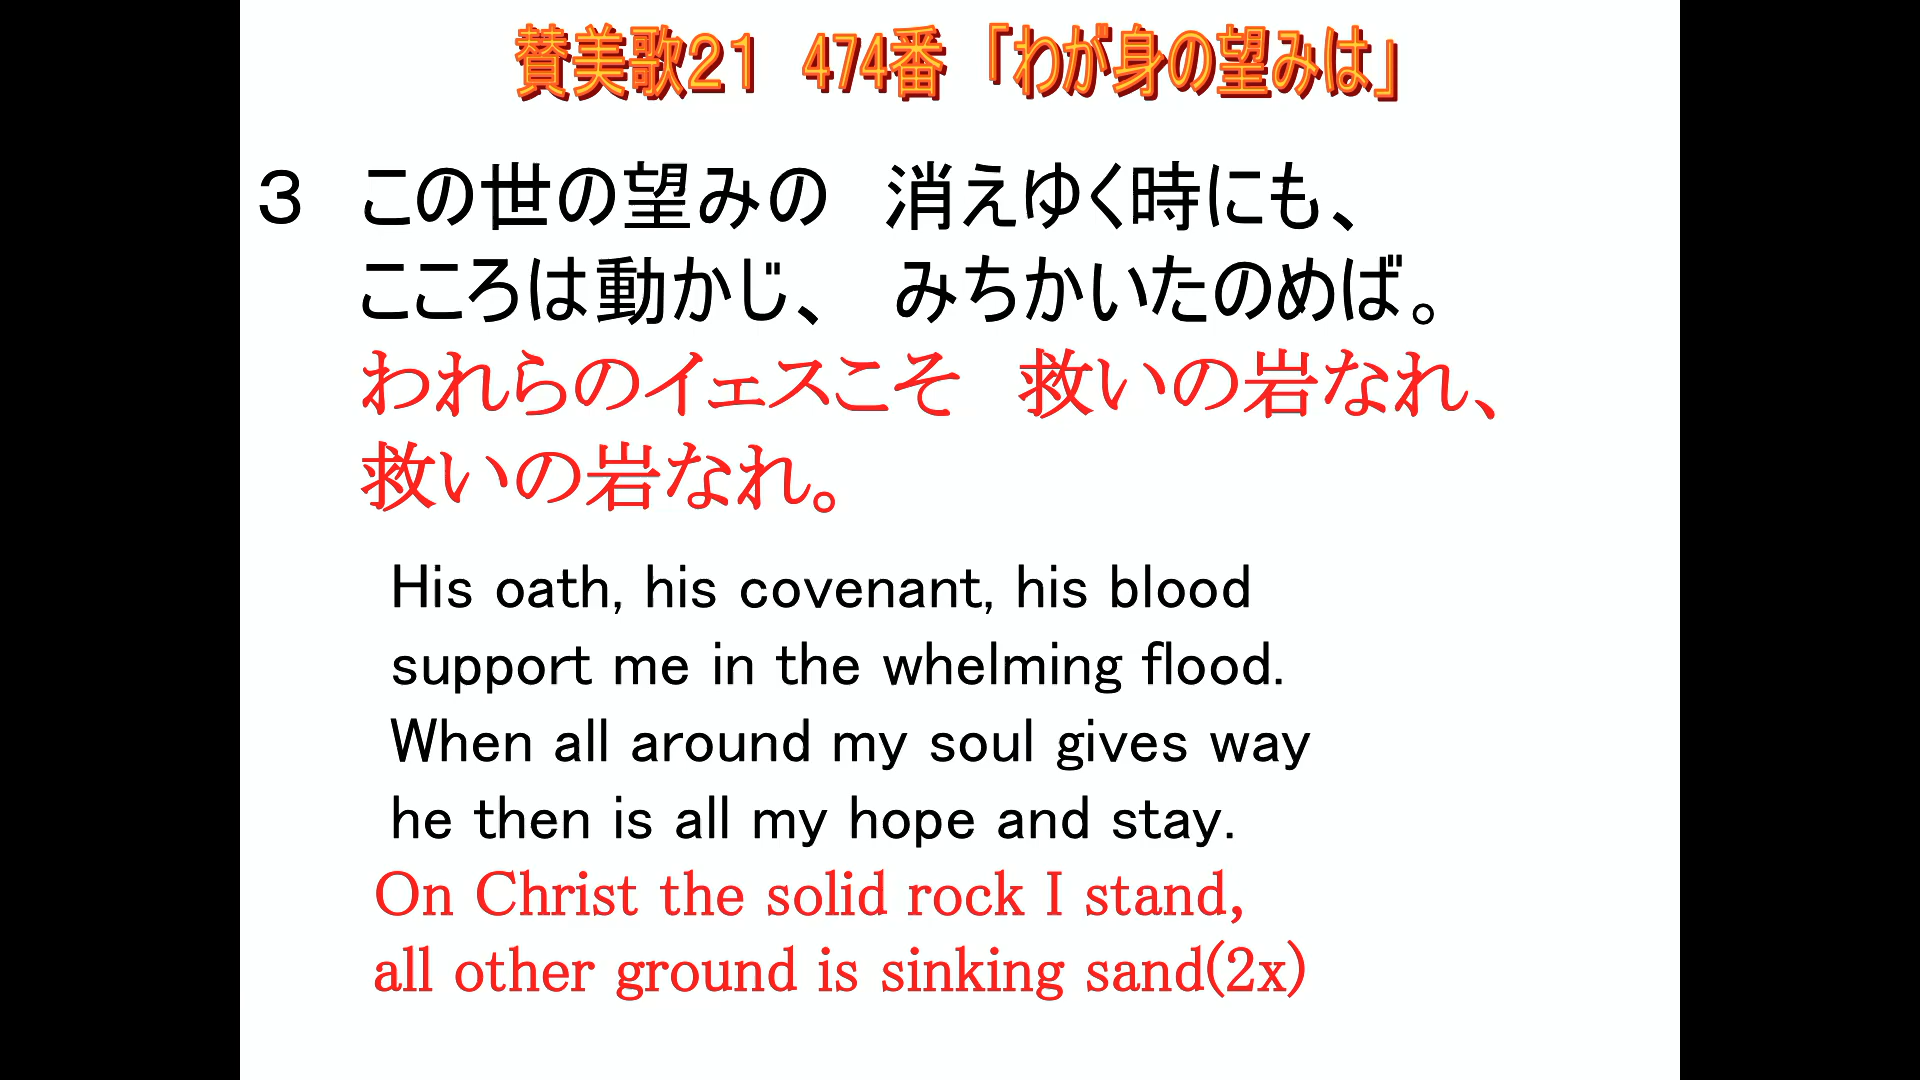 賛美歌21 474番 「わが身の望みは」
3 この世の望みの 消えゆく時にも、
こころは動かじ、 みちかいたのめば。
われらのイェスこそ 救いの岩なれ、
救いの岩なれ。
His oath, his covenant, his blood
support me in the whelming flood.
When all around my soul gives way
he then is all my hope and stay.
On Christ the solid rock I stand,
all other ground is sinking sand(2x)